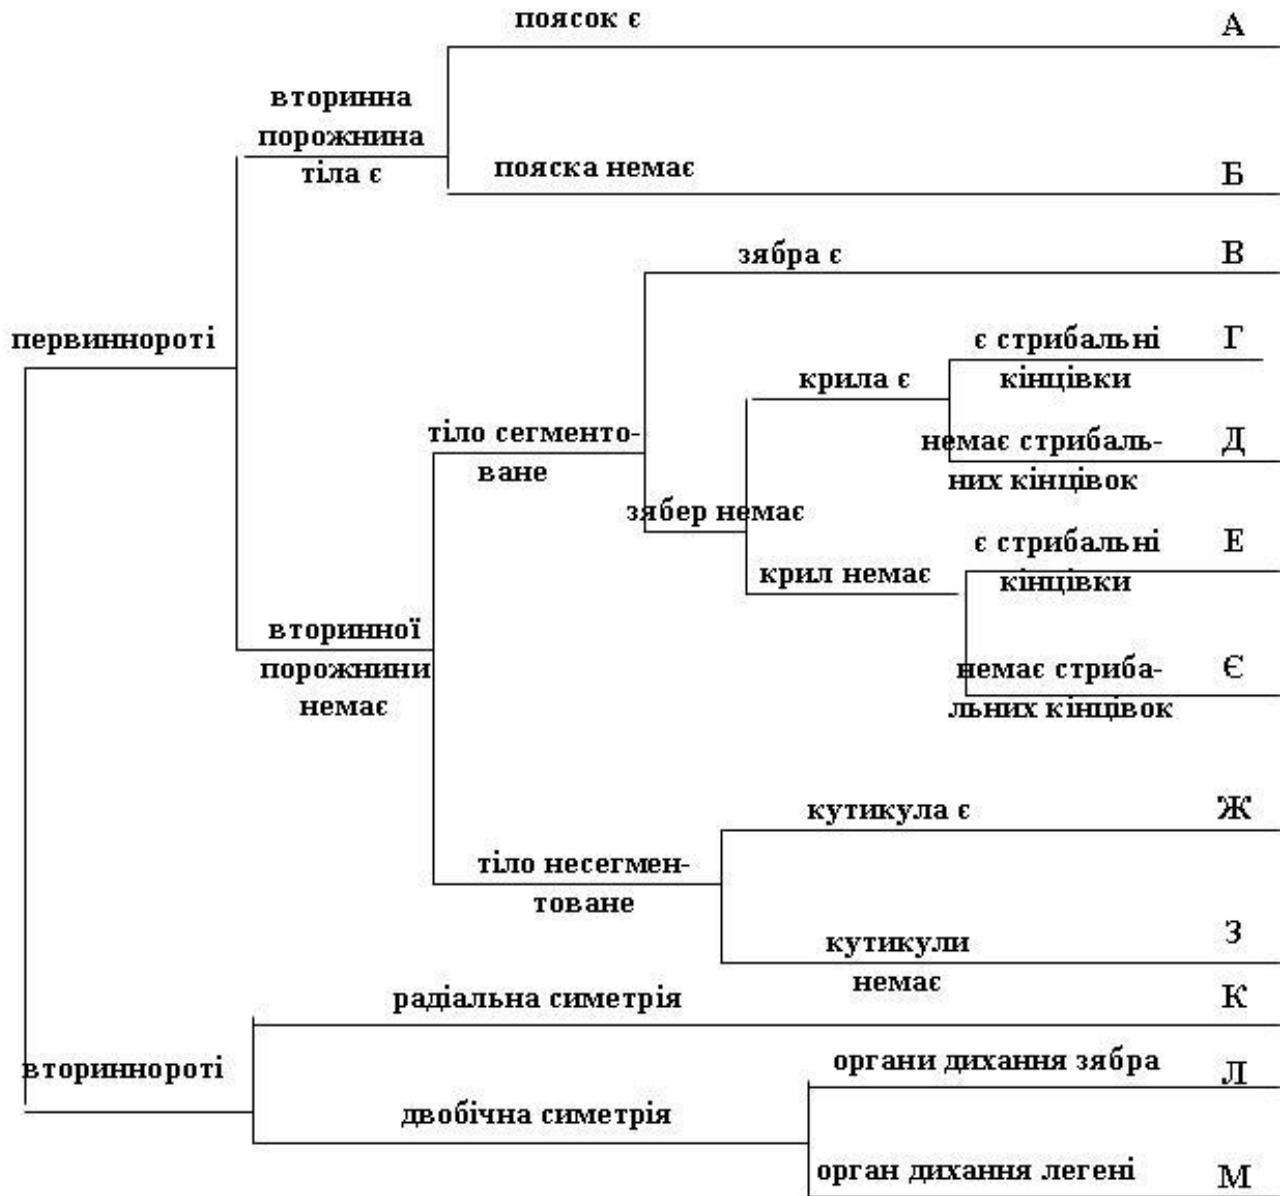 поясок є
А
вторинна
порожнина
тіла є
пояска немає
Б
зябра є
В
первиннороті
є стрибальні
кінцівки
Г
крила є
немає стрибаль-
них кінцівок
Д
тіло сегменто-
ване
зябер немає
є стрибальні
кінцівки
Е
крил немає
вторинної
порожнини
немає
немає стриба-
льних кінцівок
Є
кутикула є
Ж
тіло несегмен-
товане
кутикули
немає
З
радіальна симетрія
К
вториннороті
органи дихання зябра
Л
двобічна симетрія
орган дихання легені
М